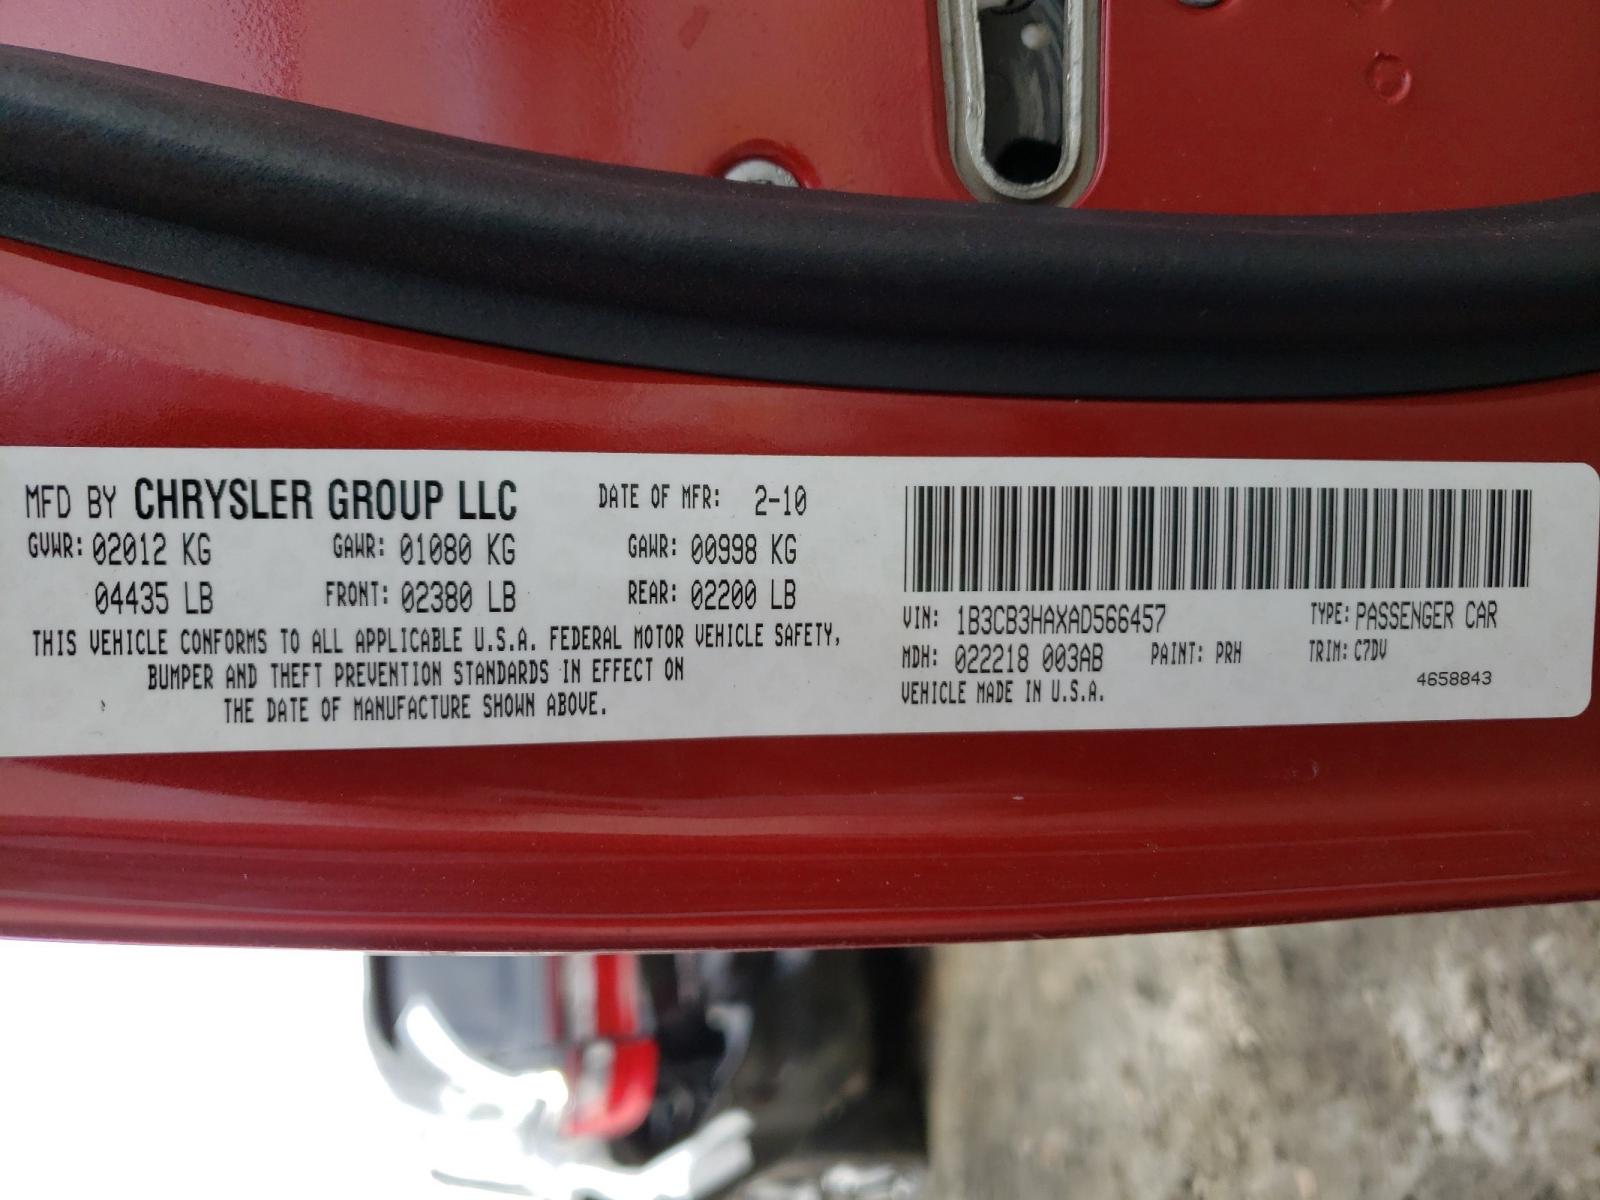 MFD BY CHRYSLER GROUP LLC DATE OF MFR: 2-10
GVWR: 02012 KG GAWR: 01080 KG GAWR: 00998 KG
04435 LB FRONT: 02380 LB REAR: 02200 LB
THIS VEHICLE CONFORMS TO ALL APPLICABLE U.S.A. FEDERAL MOTOR VEHICLE SAFETY,
BUMPER AND THEFT PREVENTION STANDARDS IN EFFECT ON
THE DATE OF MANUFACTURE SHOWN ABOVE.
VIN: 1B3CB3HAXAD566457 TYPE: PASSENGER CAR
MDH: 022218 003AB PAINT: PRH TRIM: C7DV
VEHICLE MADE IN U.S.A. 4658843